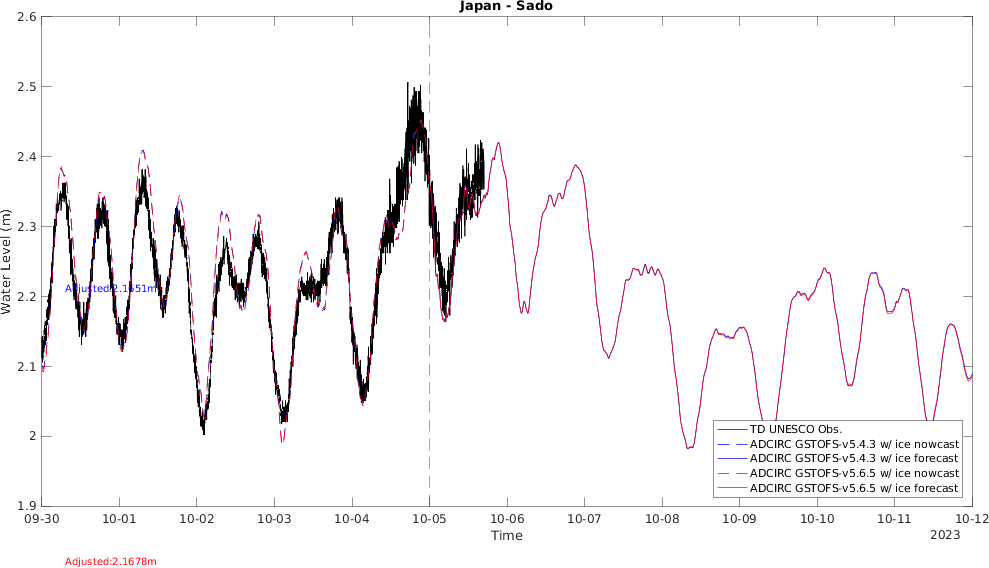 Japan - Sado
2.6
2.5
2.4
2.3
2.2
2.1
2
1.9
Water Level (m)
Adjusted:2.1651m
TD UNESCO Obs.
ADCIRC GSTOFS-v5.4.3 w/ ice nowcast
ADCIRC GSTOFS-v5.4.3 w/ ice forecast
ADCIRC GSTOFS-v5.6.5 w/ ice nowcast
ADCIRC GSTOFS-v5.6.5 w/ ice forecast
09-30 10-01 10-02 10-03 10-04 10-05 10-06 10-07 10-08 10-09 10-10 10-11 10-12
Time
2023
Adjusted:2.1678m